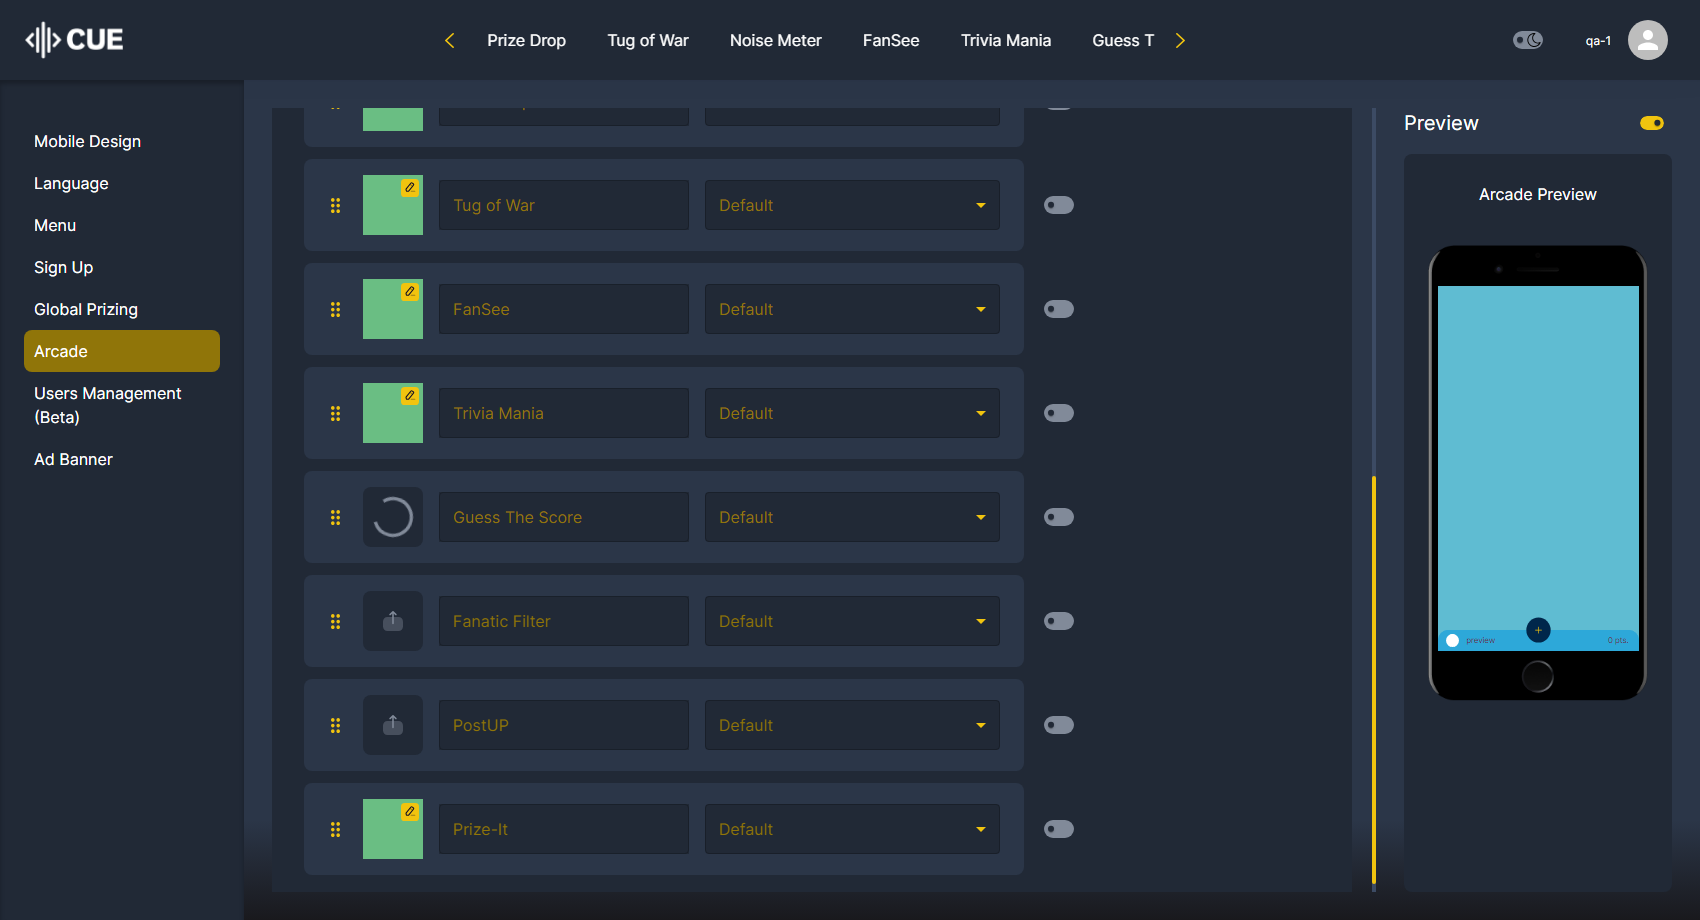 CUE
Prize Drop
Tug of War
Noise Meter
FanSee
Trivia Mania
Guess T
qa-1
Mobile Design
Language
Menu
Sign Up
Global Prizing
Arcade
Users Management
(Beta)
Ad Banner
Tug of War
Default
FanSee
Default
Trivia Mania
Default
Guess The Score
Default
Fanatic Filter
Default
PostUP
Default
Prize-It
Default
Preview
Arcade Preview
preview
0 pts.